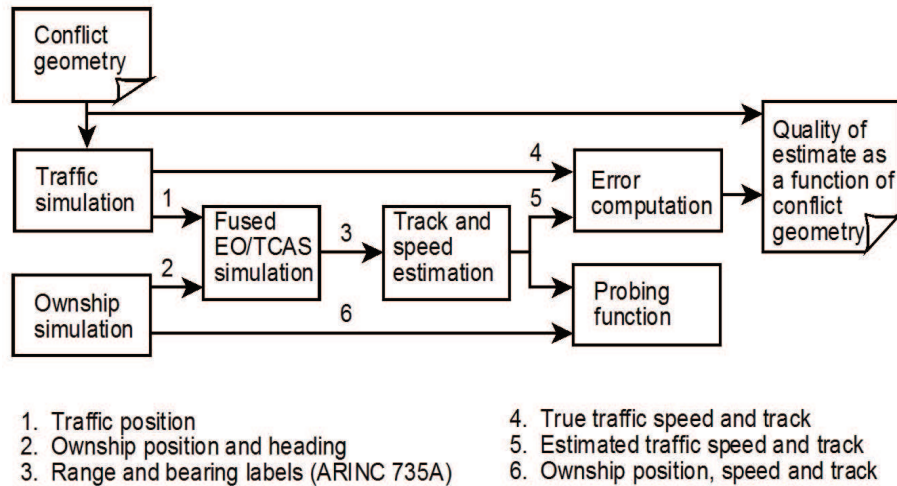 Conflict
geometry
Traffic
simulation
1
4
Error
computation
Quality of
estimate as
a function of
conflict
geometry
Fused
EO/TCAS
simulation
3
Track and
speed
estimation
5
2
Ownship
simulation
6
Probing
function
1. Traffic position
2. Ownship position and heading
3. Range and bearing labels (ARINC 735A)
4. True traffic speed and track
5. Estimated traffic speed and track
6. Ownship position, speed and track